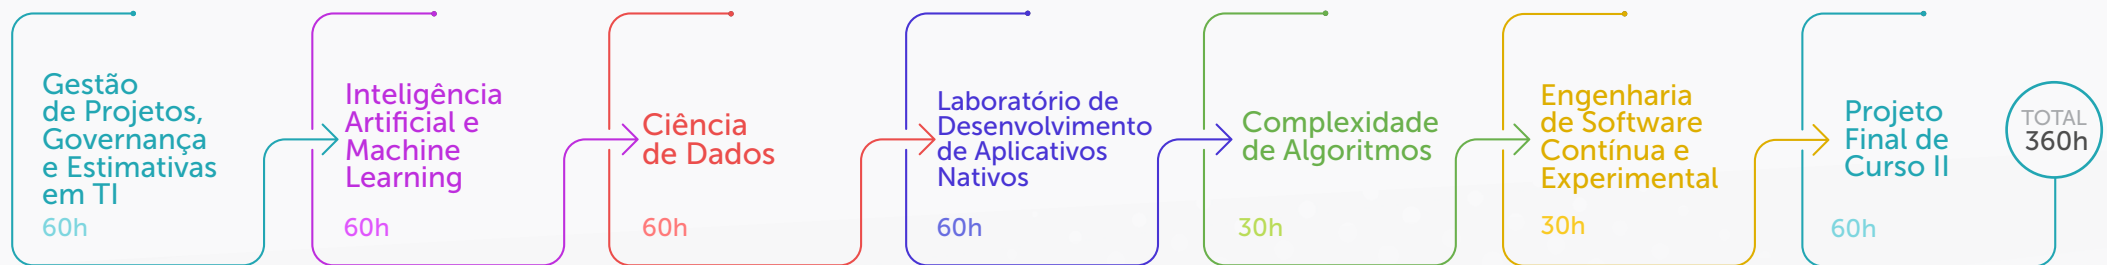 Gestão
de Projetos,
Governança
e Estimativas
em TI
60h
Inteligência
Artificial e
Machine
Learning
60h
Ciência
de Dados
60h
Laboratório de
Desenvolvimento
de Aplicativos
Nativos
60h
Complexidade
de Algoritmos
30h
Engenharia
de Software
Contínua e
Experimental
30h
Projeto
Final de
Curso II
60h
TOTAL
360h